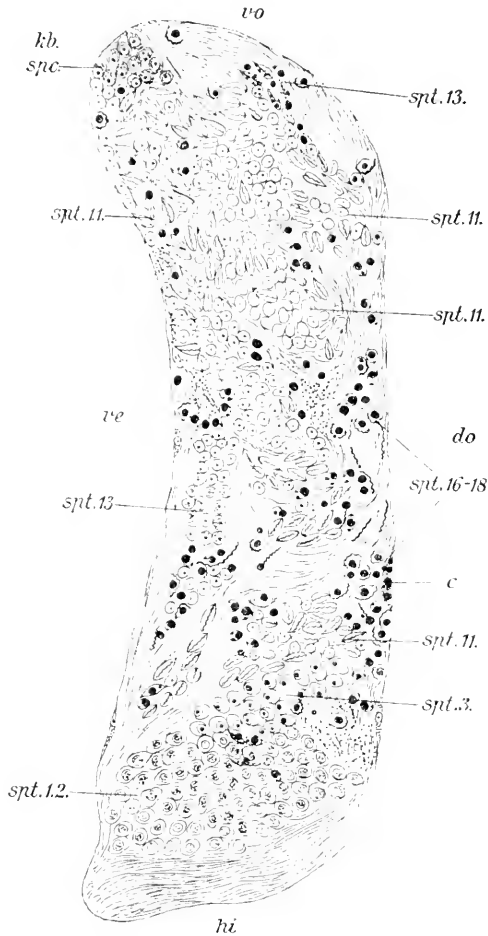 vo
kb.
spc.
spt.13.
spt.11.
spt.11.
spt.11.
ve
do
spt.16-18
spt.13
c
spt.11.
spt.3.
spt.1.2.
hi